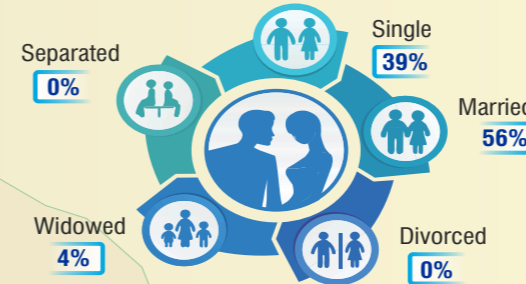 Single
39%
Married
56%
Divorced
0%
Widowed
4%
Separated
0%